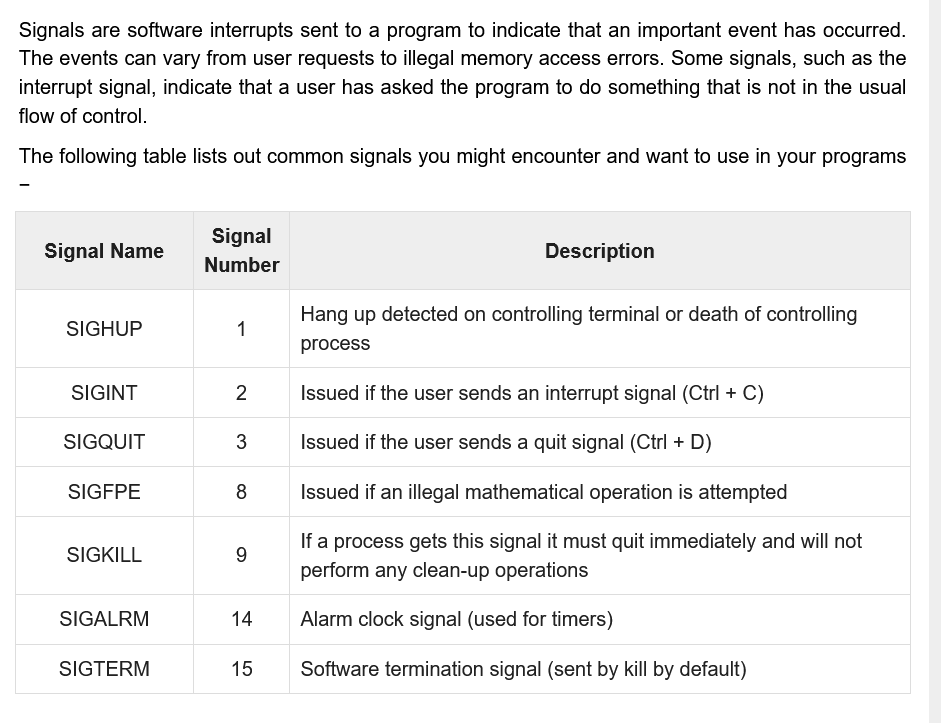 Signals are software interrupts sent to a program to indicate that an important event has occurred.
The events can vary from user requests to illegal memory access errors. Some signals, such as the
interrupt signal, indicate that a user has asked the program to do something that is not in the usual
flow of control.
The following table lists out common signals you might encounter and want to use in your programs
–
Signal Name Signal Number Description
SIGHUP 1 Hang up detected on controlling terminal or death of controlling
process
SIGINT 2 Issued if the user sends an interrupt signal (Ctrl + C)
SIGQUIT 3 Issued if the user sends a quit signal (Ctrl + D)
SIGFPE 8 Issued if an illegal mathematical operation is attempted
SIGKILL 9 If a process gets this signal it must quit immediately and will not
perform any clean-up operations
SIGALRM 14 Alarm clock signal (used for timers)
SIGTERM 15 Software termination signal (sent by kill by default)